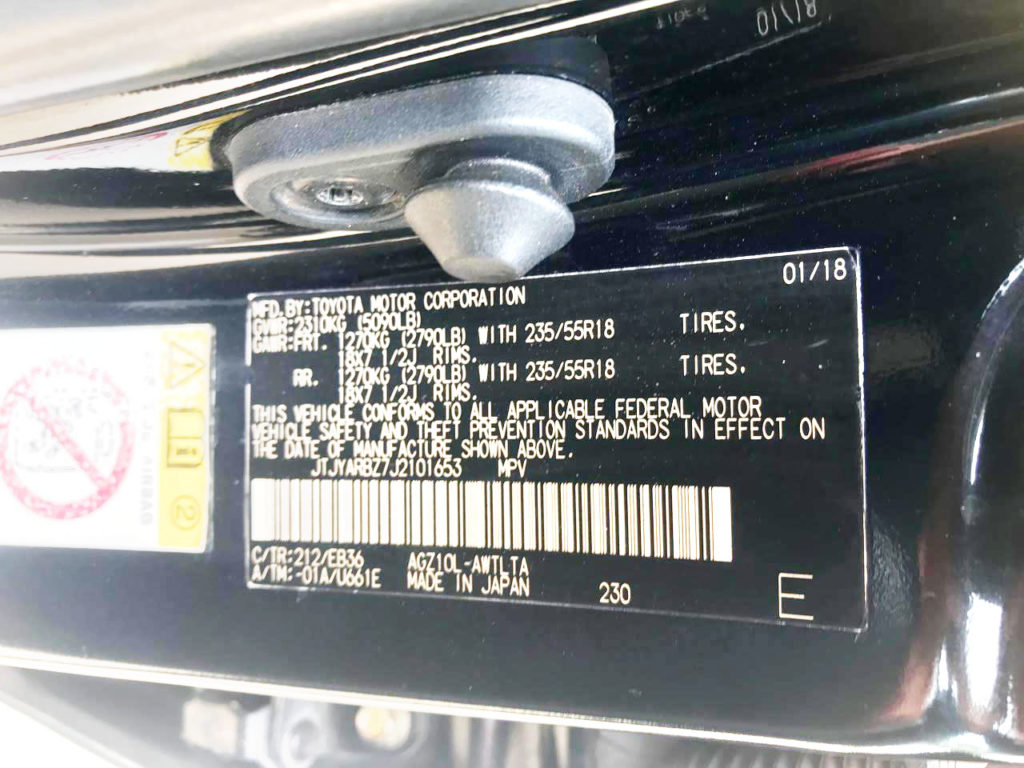 01/18
MFD.BY:TOYOTA MOTOR CORPORATION
GVWR:2310KG (5090LB)
GAWR:FRT. 1270KG (2790LB) WITH 235/55R18 TIRES.
18x7 1/2J RIMS.
RR. 1270KG (2790LB) WITH 235/55R18 TIRES.
18x7 1/2J RIMS.
THIS VEHICLE CONFORMS TO ALL APPLICABLE FEDERAL MOTOR
VEHICLE SAFETY AND THEFT PREVENTION STANDARDS IN EFFECT ON
THE DATE OF MANUFACTURE SHOWN ABOVE.
JTJYARBZ7J2101653 MPV
C/TR:212/EB36 AGZ10L-AWTLTA
A/TM:-01A/U661E MADE IN JAPAN 230
E
2